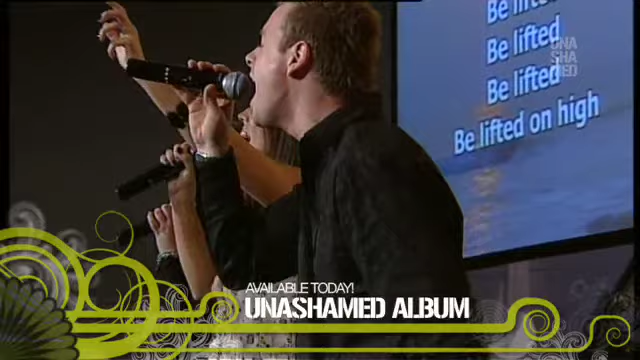 Be lifted
Be lifted
Be lifted
Be lifted on high
UNA
SHA
MED
AVAILABLE TODAY!
UNASHAMED ALBUM